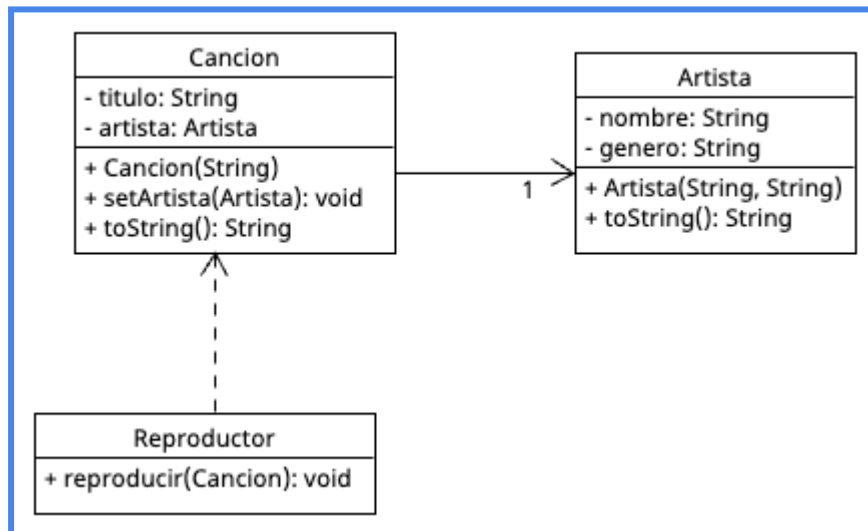 Cancion
- titulo: String
- artista: Artista
+ Cancion(String)
+ setArtista(Artista): void
+ toString(): String
1
Artista
- nombre: String
- genero: String
+ Artista(String, String)
+ toString(): String
Reproductor
+ reproducir(Cancion): void